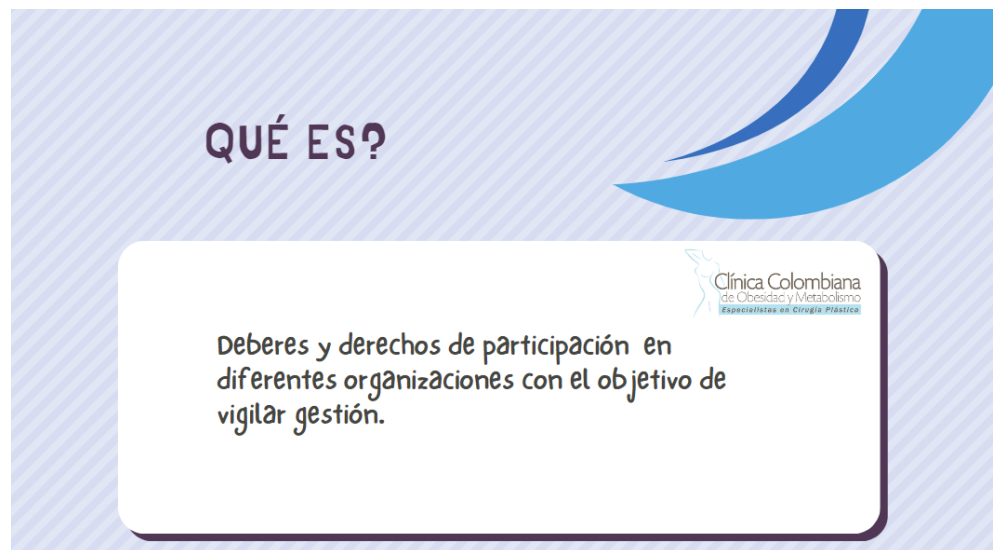 QUÉ ES?
Clínica Colombiana
de Obesidad y Metabolismo
Especialistas en Cirugía Plástica
Deberes y derechos de participación en
diferentes organizaciones con el objetivo de
vigilar gestión.